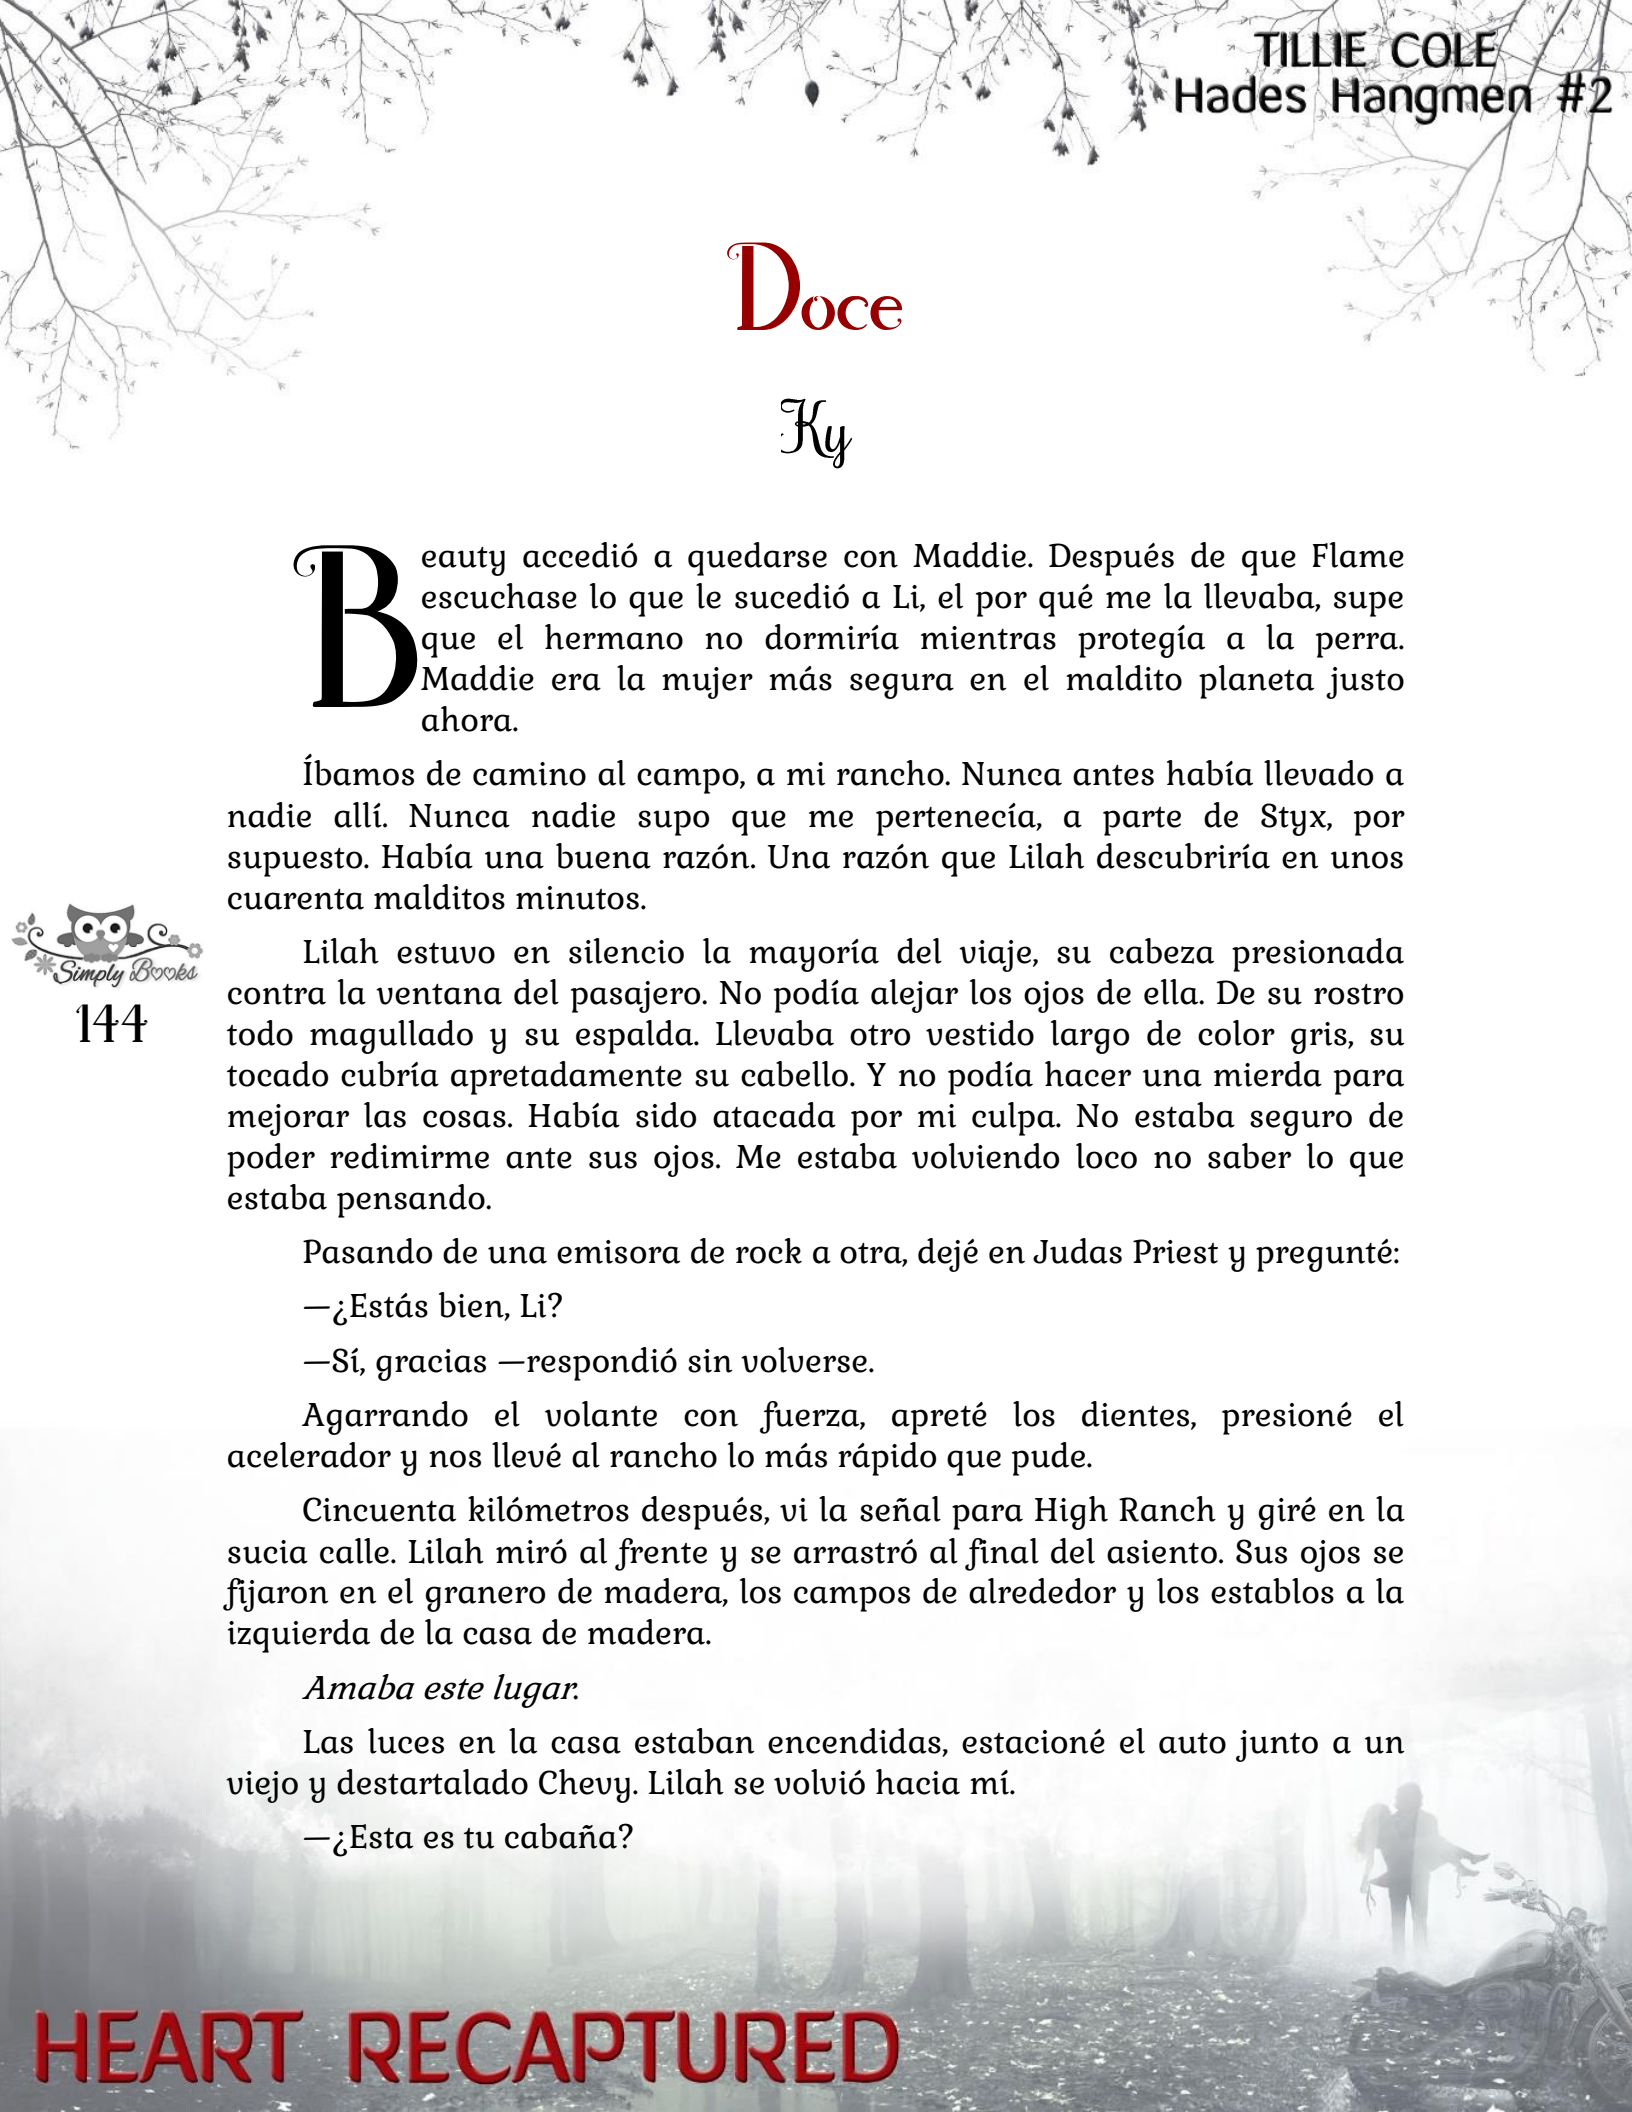 TILLIE COLE
Hades Hangmen #2
Doce
Ky
Beauty accedió a quedarse con Maddie. Después de que Flame
escuchase lo que le sucedió a Li, el por qué me la llevaba, supe
que el hermano no dormiría mientras protegía a la perra.
Maddie era la mujer más segura en el maldito planeta justo
ahora.
Íbamos de camino al campo, a mi rancho. Nunca antes había llevado a
nadie allí. Nunca nadie supo que me pertenecía, a parte de Styx, por
supuesto. Había una buena razón. Una razón que Lilah descubriría en unos
cuarenta malditos minutos.
Lilah estuvo en silencio la mayoría del viaje, su cabeza presionada
contra la ventana del pasajero. No podía alejar los ojos de ella. De su rostro
todo magullado y su espalda. Llevaba otro vestido largo de color gris, su
tocado cubría apretadamente su cabello. Y no podía hacer una mierda para
mejorar las cosas. Había sido atacada por mi culpa. No estaba seguro de
poder redimirme ante sus ojos. Me estaba volviendo loco no saber lo que
estaba pensando.
Pasando de una emisora de rock a otra, dejé en Judas Priest y pregunté:
—¿Estás bien, Li?
—Sí, gracias —respondió sin volverse.
Agarrando el volante con fuerza, apreté los dientes, presioné el
acelerador y nos llevé al rancho lo más rápido que pude.
Cincuenta kilómetros después, vi la señal para High Ranch y giré en la
sucia calle. Lilah miró al frente y se arrastró al final del asiento. Sus ojos se
fijaron en el granero de madera, los campos de alrededor y los establos a la
izquierda de la casa de madera.
Amaba este lugar.
Las luces en la casa estaban encendidas, estacioné el auto junto a un
viejo y destartalado Chevy. Lilah se volvió hacia mí.
—¿Esta es tu cabaña?
Simply Books
144
HEART RECAPTURED